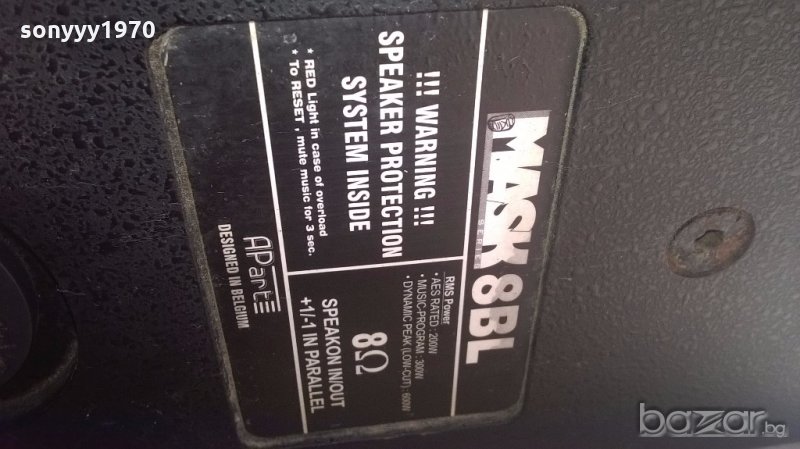 sonyyy1970
MASK 8BL
SERIES
!!! WARNING !!!
SPEAKER PROTECTION
SYSTEM INSIDE
* RED Light in case of overload
* To RESET , mute music for 3 sec.
RMS Power
• AES RATED : 200W
• MUSIC-PROGRAM : 300W
• DYNAMIC PEAK (LOW-CUT) : 600W
8Ω
SPEAKON IN/OUT
+1/-1 IN PARALLEL
APart
DESIGNED IN BELGIUM
bazar.bg